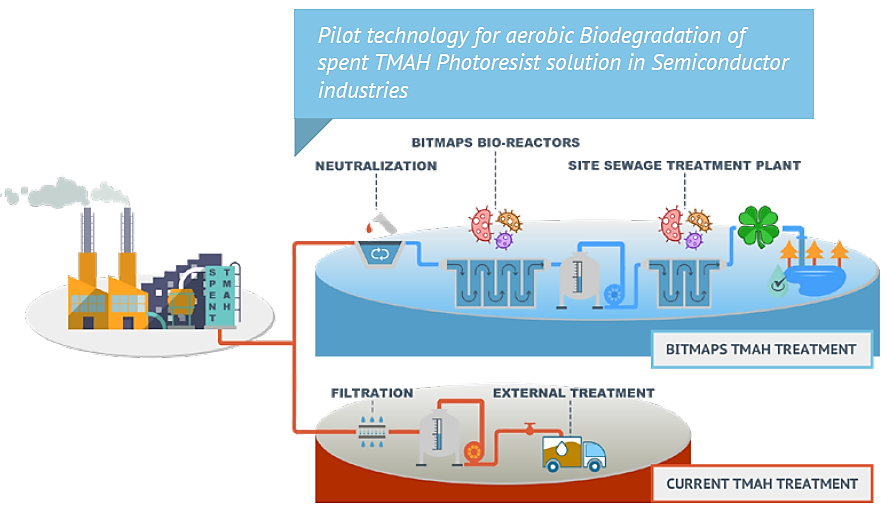 Pilot technology for aerobic Biodegradation of
spent TMAH Photoresist solution in Semiconductor
industries
BITMAPS BIO-REACTORS
NEUTRALIZATION
SITE SEWAGE TREATMENT PLANT
SPENT
TMAH
BITMAPS TMAH TREATMENT
FILTRATION
EXTERNAL TREATMENT
CURRENT TMAH TREATMENT